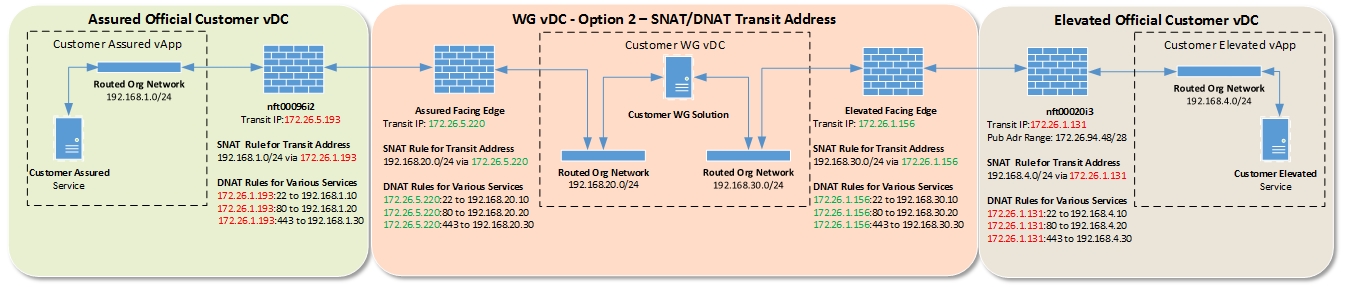 Assured Official Customer vDC
Customer Assured vApp
Routed Org Network
192.168.1.0/24
Customer Assured
Service
nft00096i2
Transit IP:172.26.5.193
SNAT Rule for Transit Address
192.168.1.0/24 via 172.26.1.193
DNAT Rules for Various Services
172.26.1.193:22 to 192.168.1.10
172.26.1.193:80 to 192.168.1.20
172.26.1.193:443 to 192.168.1.30
WG vDC - Option 2 – SNAT/DNAT Transit Address
Assured Facing Edge
Transit IP: 172.26.5.220
SNAT Rule for Transit Address
192.168.20.0/24 via 172.26.5.220
DNAT Rules for Various Services
172.26.5.220:22 to 192.168.20.10
172.26.5.220:80 to 192.168.20.20
172.26.5.220:443 to 192.168.20.30
Customer WG vDC
Customer WG Solution
Routed Org Network
192.168.20.0/24
Routed Org Network
192.168.30.0/24
Elevated Facing Edge
Transit IP: 172.26.1.156
SNAT Rule for Transit Address
192.168.30.0/24 via 172.26.1.156
DNAT Rules for Various Services
172.26.1.156:22 to 192.168.30.10
172.26.1.156:80 to 192.168.30.20
172.26.1.156:443 to 192.168.30.30
Elevated Official Customer vDC
nft00020i3
Transit IP:172.26.1.131
Pub Adr Range: 172.26.94.48/28
SNAT Rule for Transit Address
192.168.4.0/24 via 172.26.1.131
DNAT Rules for Various Services
172.26.1.131:22 to 192.168.4.10
172.26.1.131:80 to 192.168.4.20
172.26.1.131:443 to 192.168.4.30
Customer Elevated vApp
Routed Org Network
192.168.4.0/24
Customer Elevated
Service